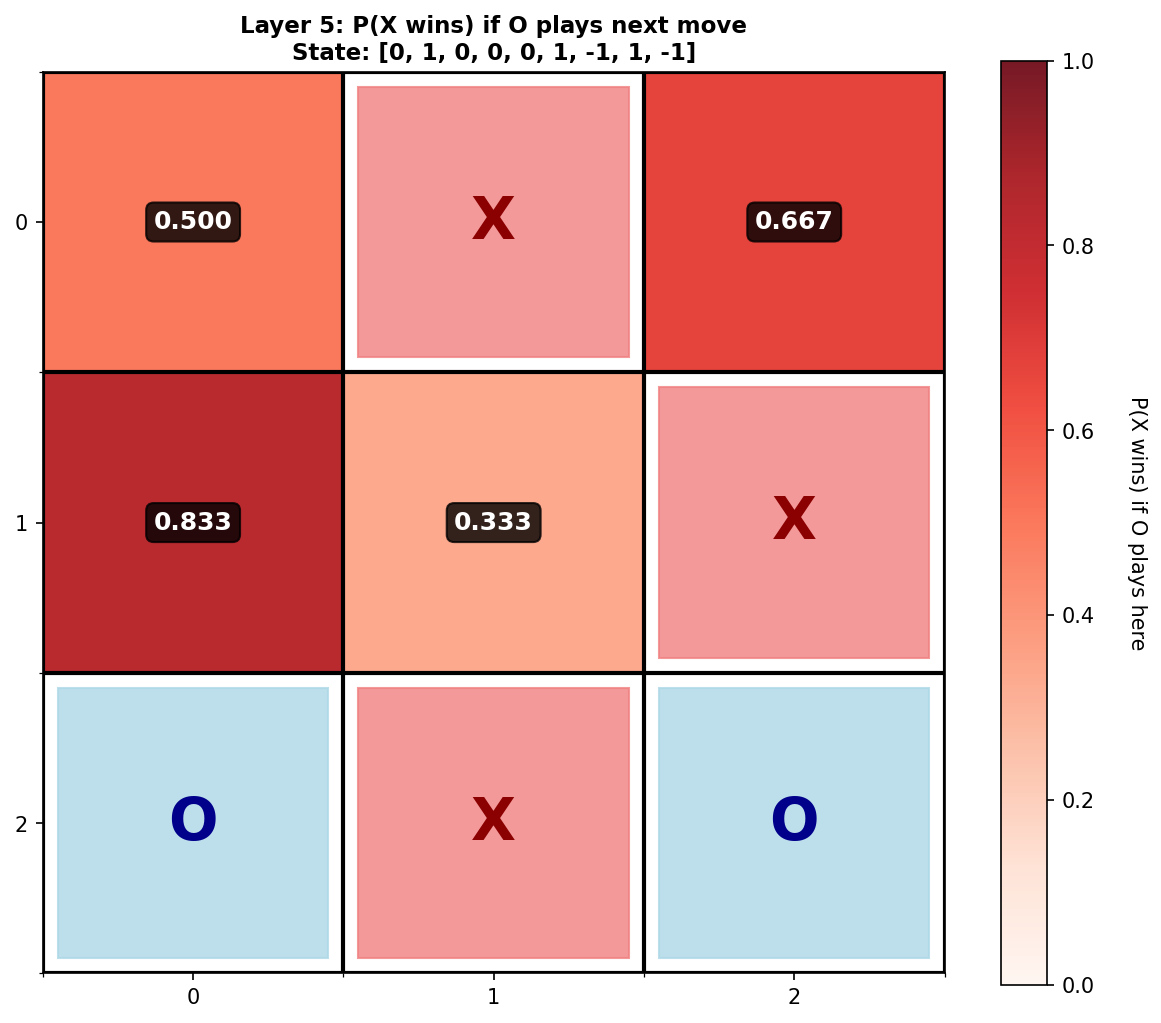 Layer 5: P(X wins) if O plays next move
State: [0, 1, 0, 0, 0, 1, -1, 1, -1]
0
0.500
X
0.667
1
0.833
0.333
X
2
O
X
O
0
1
2
1.0
0.8
0.6
0.4
0.2
0.0
P(X wins) if O plays here